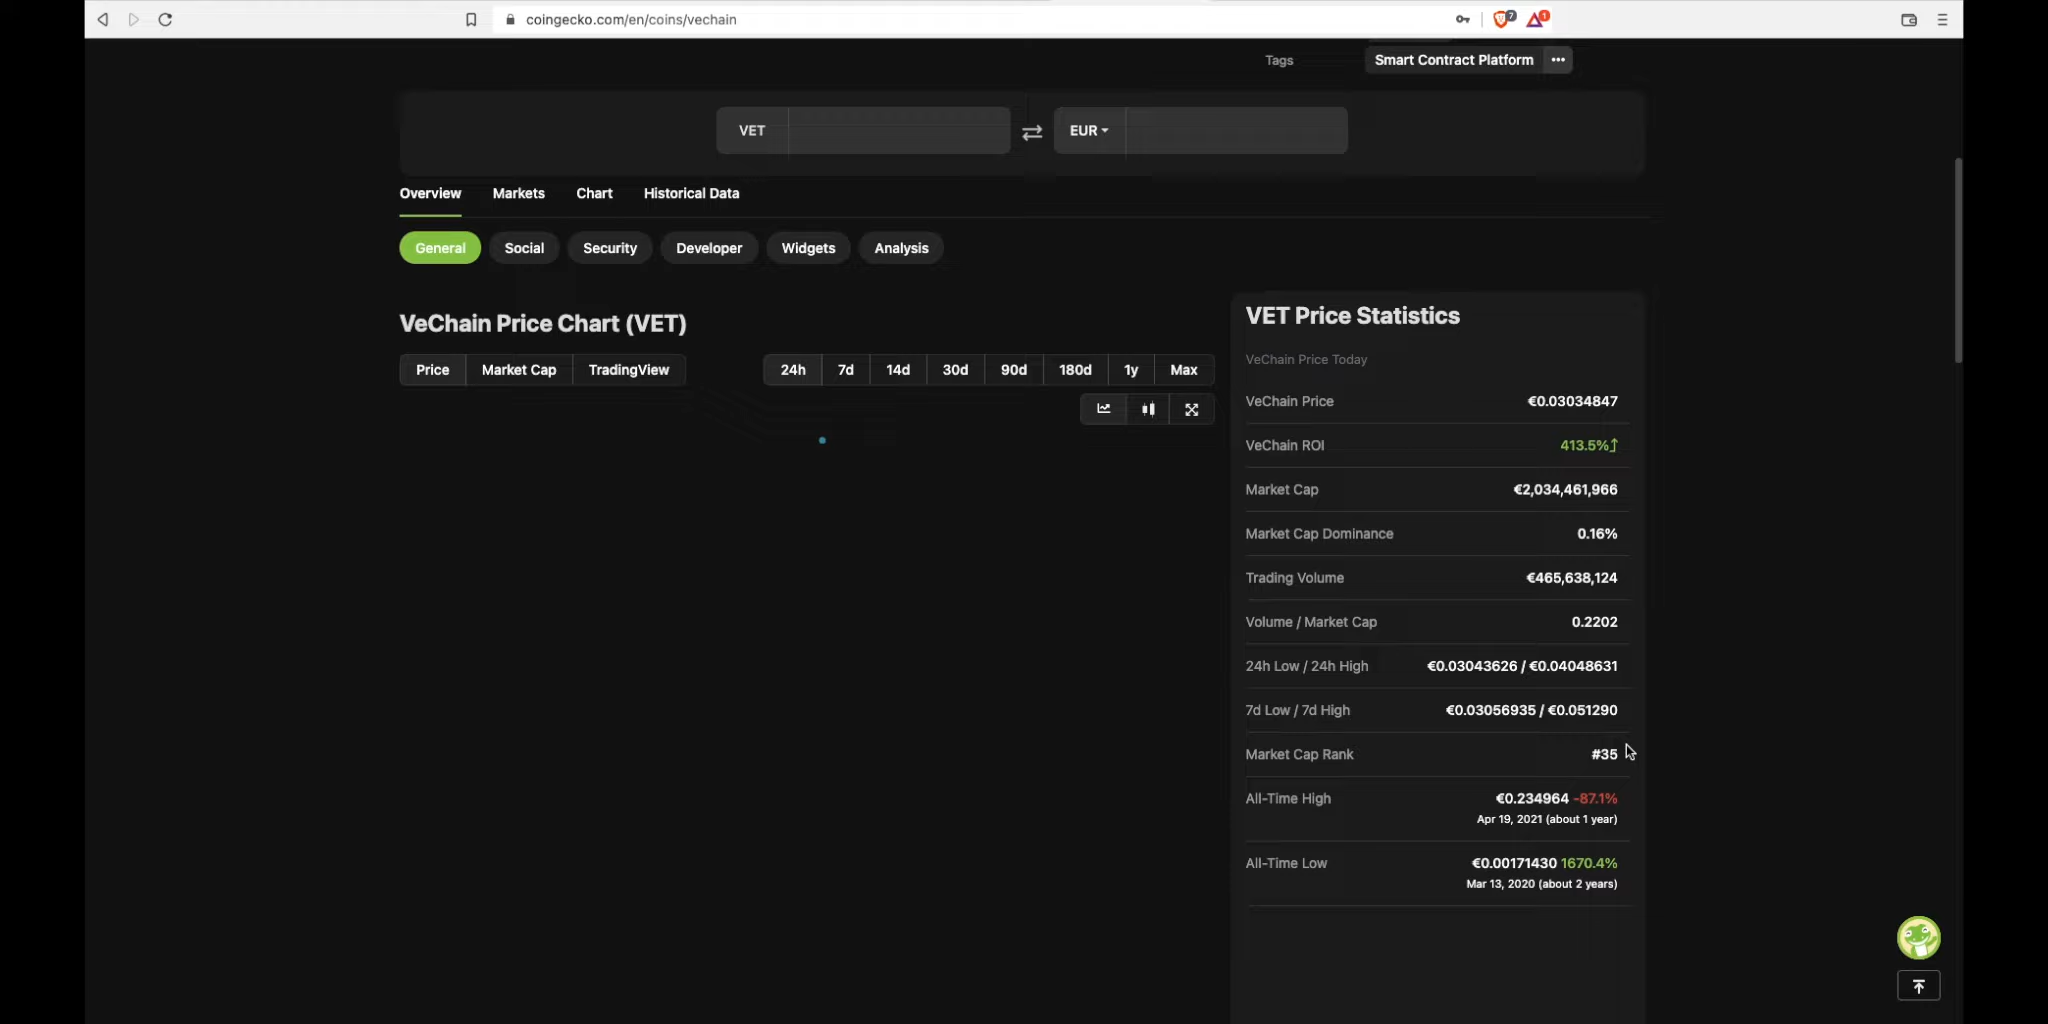 coingecko.com/en/coins/vechain
7
1
Tags
Smart Contract Platform
VET
EUR
Overview Markets Chart Historical Data
General Social Security Developer Widgets Analysis
VeChain Price Chart (VET)
Price Market Cap TradingView
24h 7d 14d 30d 90d 180d 1y Max
VET Price Statistics
VeChain Price Today
VeChain Price €0.03034847
VeChain ROI 413.5%
Market Cap €2,034,461,966
Market Cap Dominance 0.16%
Trading Volume €465,638,124
Volume / Market Cap 0.2202
24h Low / 24h High €0.03043626 / €0.04048631
7d Low / 7d High €0.03056935 / €0.051290
Market Cap Rank #35
All-Time High €0.234964 -87.1%
Apr 19, 2021 (about 1 year)
All-Time Low €0.00171430 1670.4%
Mar 13, 2020 (about 2 years)